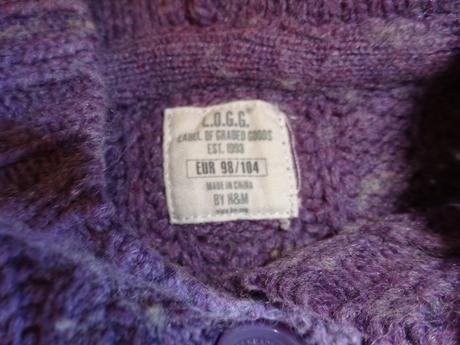 L.O.G.G.
LABEL OF GRADED GOODS
EST. 1993
EUR 98/104
MADE IN CHINA
BY H&M